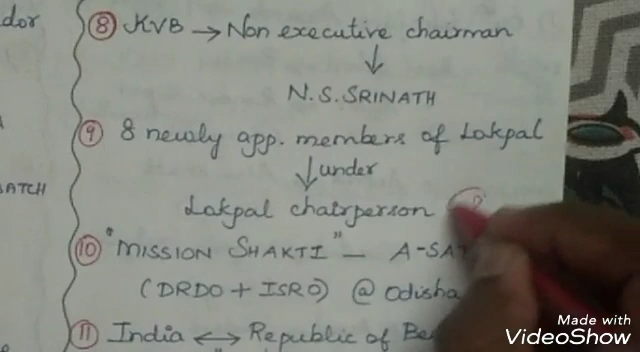 dor
⑧ KVB → Non executive chairman
↓
N.S. SRINATH
⑨ 8 newly app. members of Lokpal
↓ under
ATCH
Lokpal chairperson
⑩ "MISSION SHAKTI" — A-SAT
(DRDO + ISRO) @ Odisha
⑪ India ↔ Republic of
Made with
VideoShow